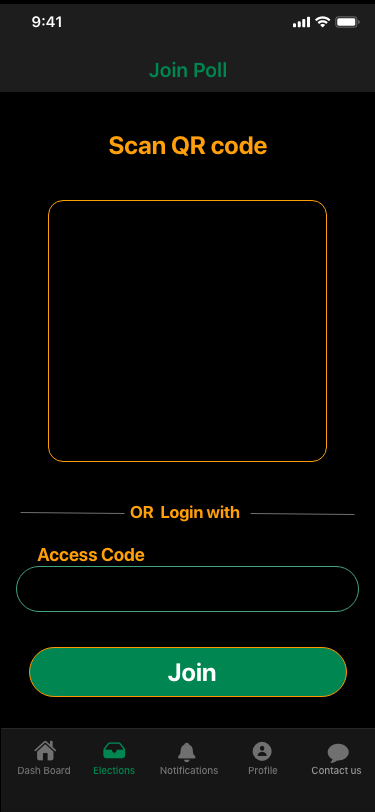 9:41
Join Poll
Scan QR code
OR Login with
Access Code
Join
Dash Board Elections Notifications Profile Contact us